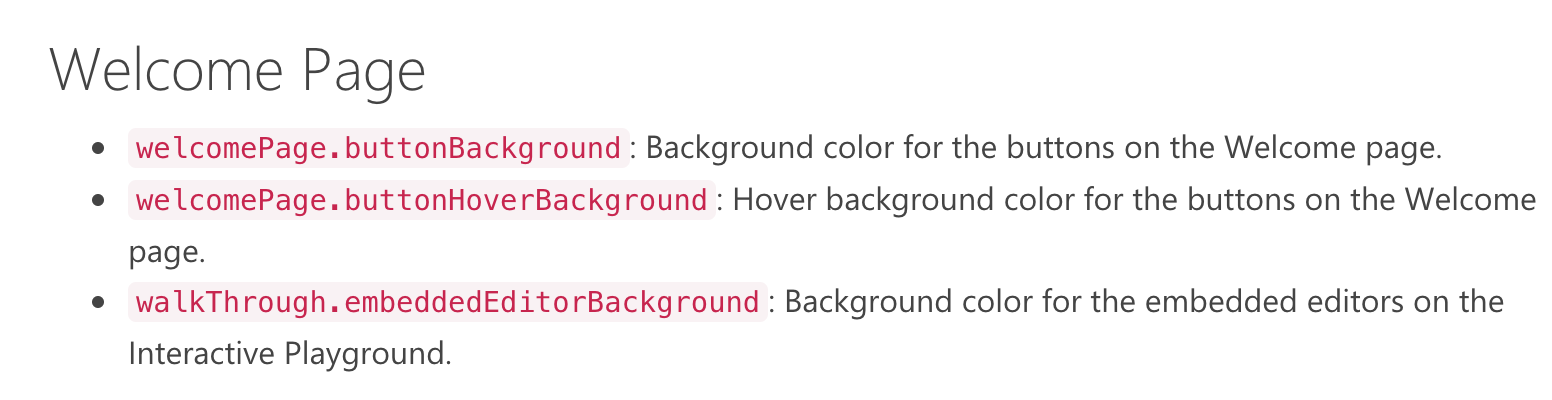 Welcome Page
welcomePage.buttonBackground: Background color for the buttons on the Welcome page.
welcomePage.buttonHoverBackground: Hover background color for the buttons on the Welcome
page.
walkThrough.embeddedEditorBackground: Background color for the embedded editors on the
Interactive Playground.